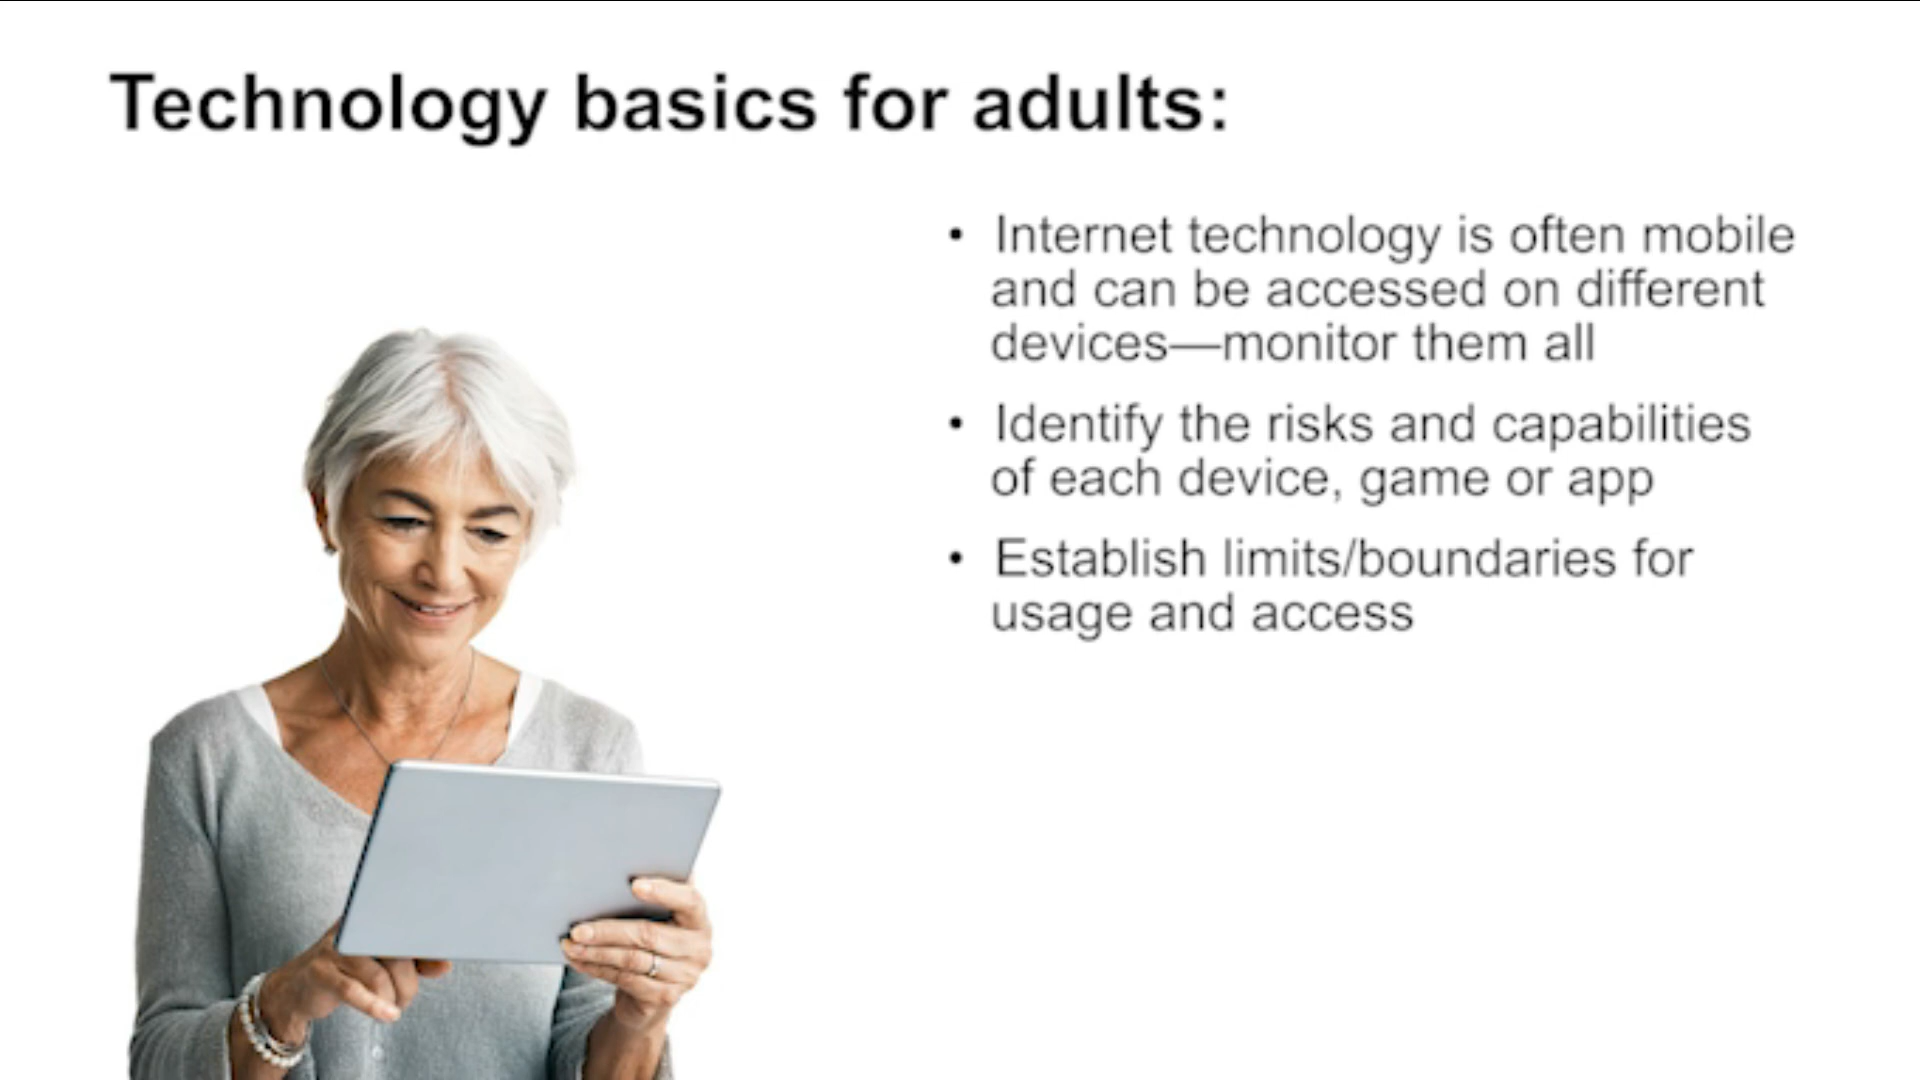 Technology basics for adults:
• Internet technology is often mobile
and can be accessed on different
devices—monitor them all
• Identify the risks and capabilities
of each device, game or app
• Establish limits/boundaries for
usage and access